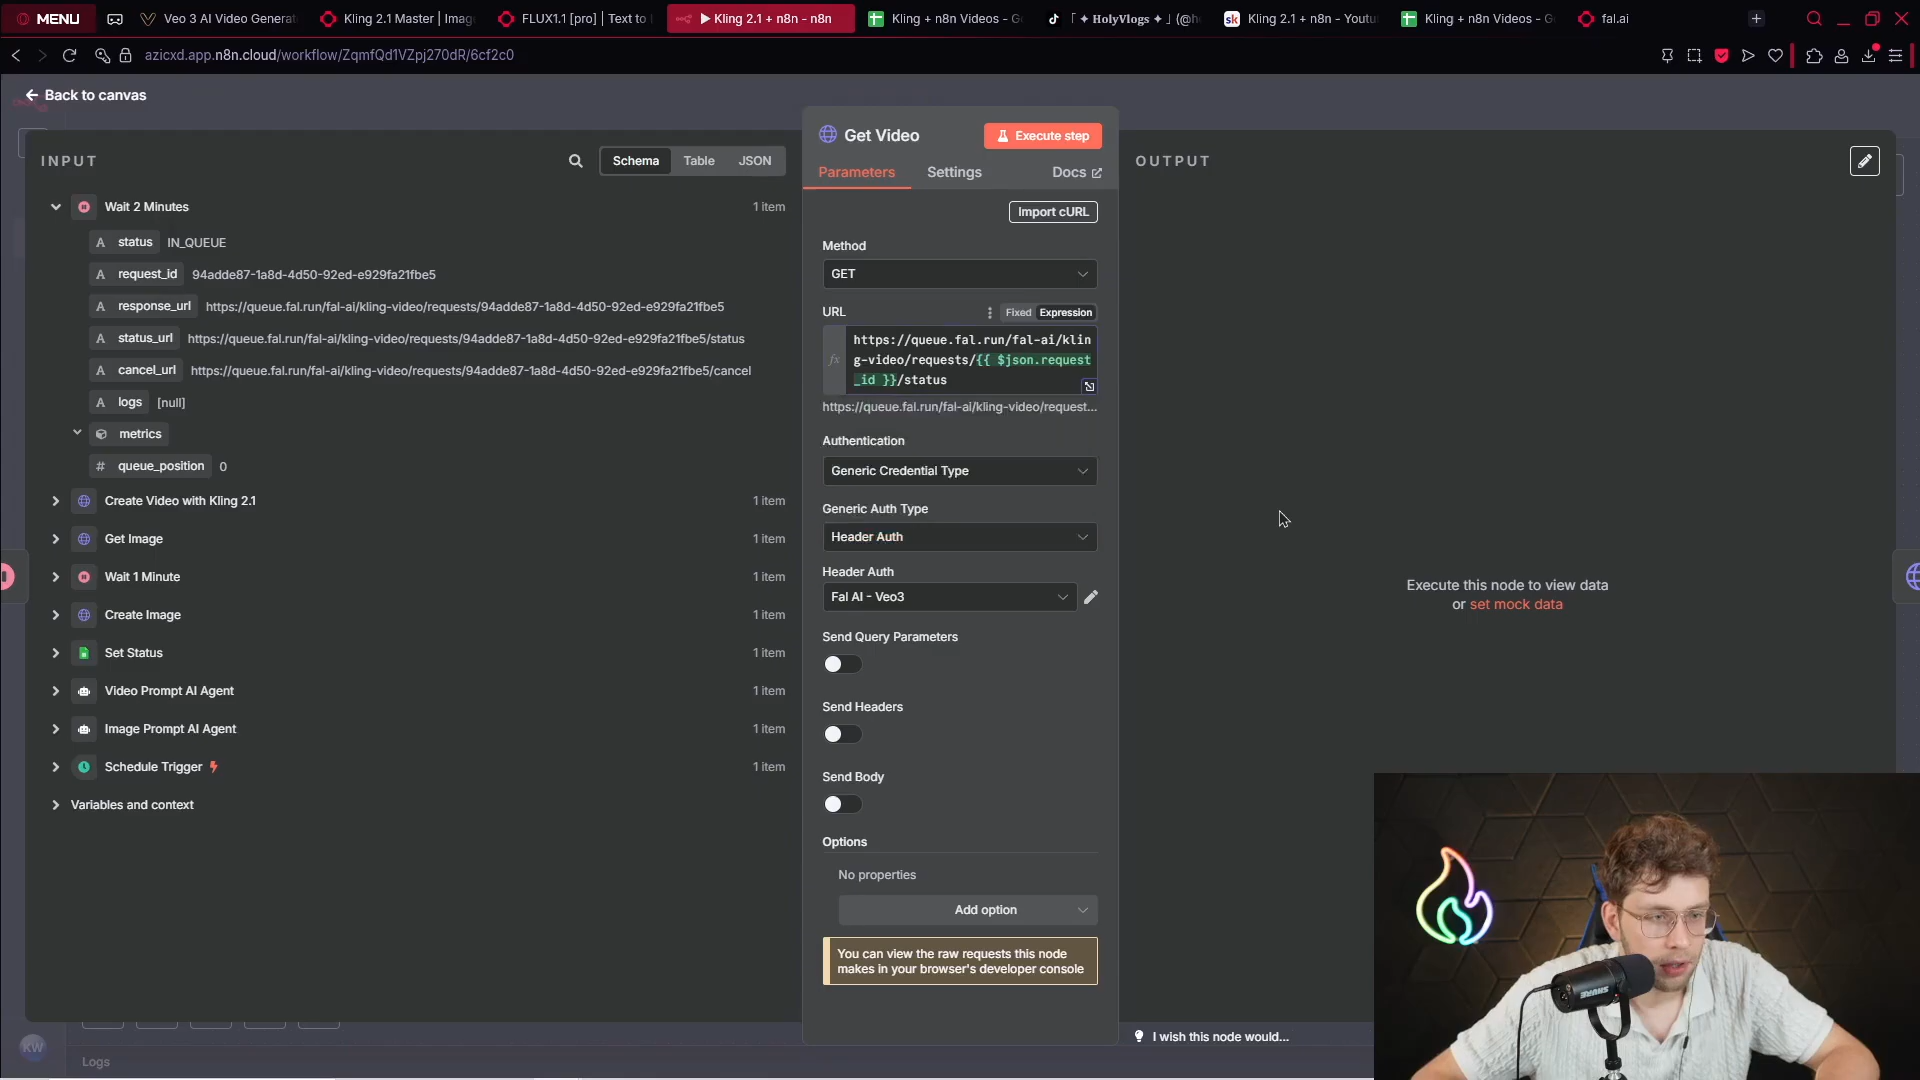 MENU
Veo 3 AI Video Generat
Kling 2.1 Master | Imag
FLUX1.1 [pro] | Text to I
▶ Kling 2.1 + n8n - n8n
Kling + n8n Videos - G
「 ✦ HolyVlogs ✦ 」(@h
Kling 2.1 + n8n - Youtu
Kling + n8n Videos - G
fal.ai
azicxd.app.n8n.cloud/workflow/ZqmfQd1VZpj270dR/6cf2c0
Back to canvas
INPUT
Schema
Table
JSON
Wait 2 Minutes
1 item
A status IN_QUEUE
A request_id 94adde87-1a8d-4d50-92ed-e929fa21fbe5
A response_url https://queue.fal.run/fal-ai/kling-video/requests/94adde87-1a8d-4d50-92ed-e929fa21fbe5
A status_url https://queue.fal.run/fal-ai/kling-video/requests/94adde87-1a8d-4d50-92ed-e929fa21fbe5/status
A cancel_url https://queue.fal.run/fal-ai/kling-video/requests/94adde87-1a8d-4d50-92ed-e929fa21fbe5/cancel
A logs [null]
metrics
# queue_position 0
Create Video with Kling 2.1 1 item
Get Image 1 item
Wait 1 Minute 1 item
Create Image 1 item
Set Status 1 item
Video Prompt AI Agent 1 item
Image Prompt AI Agent 1 item
Schedule Trigger 1 item
Variables and context
KW
Logs
Get Video
Execute step
Parameters
Settings
Docs
Import cURL
Method
GET
URL
Fixed
Expression
fx
https://queue.fal.run/fal-ai/klin
g-video/requests/{{ $json.request
_id }}/status
https://queue.fal.run/fal-ai/kling-video/request...
Authentication
Generic Credential Type
Generic Auth Type
Header Auth
Header Auth
Fal AI - Veo3
Send Query Parameters
Send Headers
Send Body
Options
No properties
Add option
You can view the raw requests this node
makes in your browser's developer console
OUTPUT
Execute this node to view data
or set mock data
I wish this node would...
SHURE